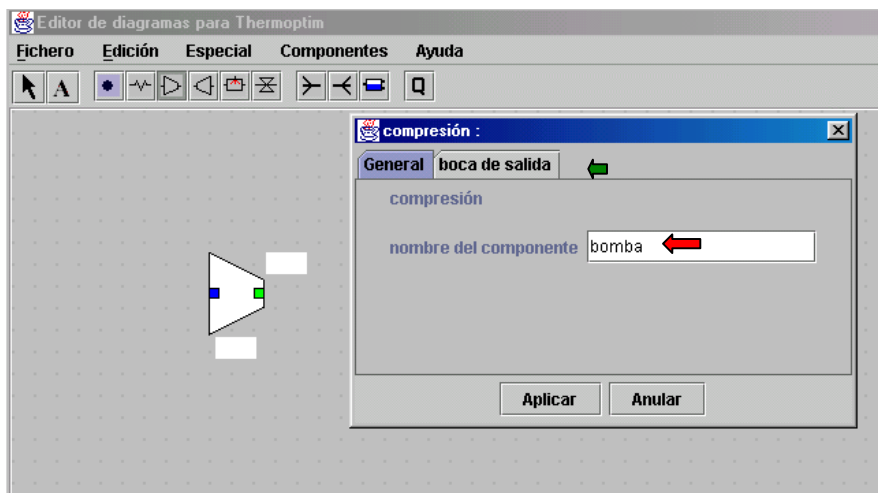 Editor de diagramas para Thermoptim
Fichero Edición Especial Componentes Ayuda
A Q
compresión :
General boca de salida
compresión
nombre del componente bomba
Aplicar Anular